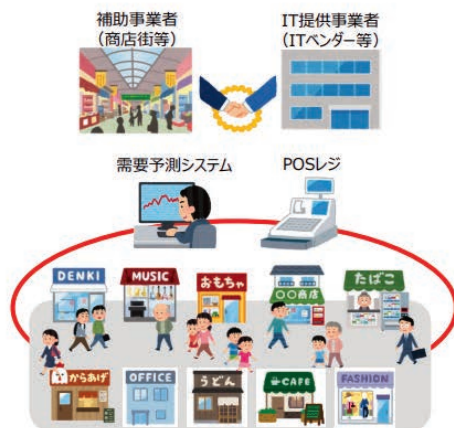 補助事業者
（商店街等）
IT提供事業者
（ITベンダー等）
需要予測システム
POSレジ
DENKI
MUSIC
おもちゃ
〇〇商店
たばこ
からあげ
OFFICE
うどん
CAFE
FASHION